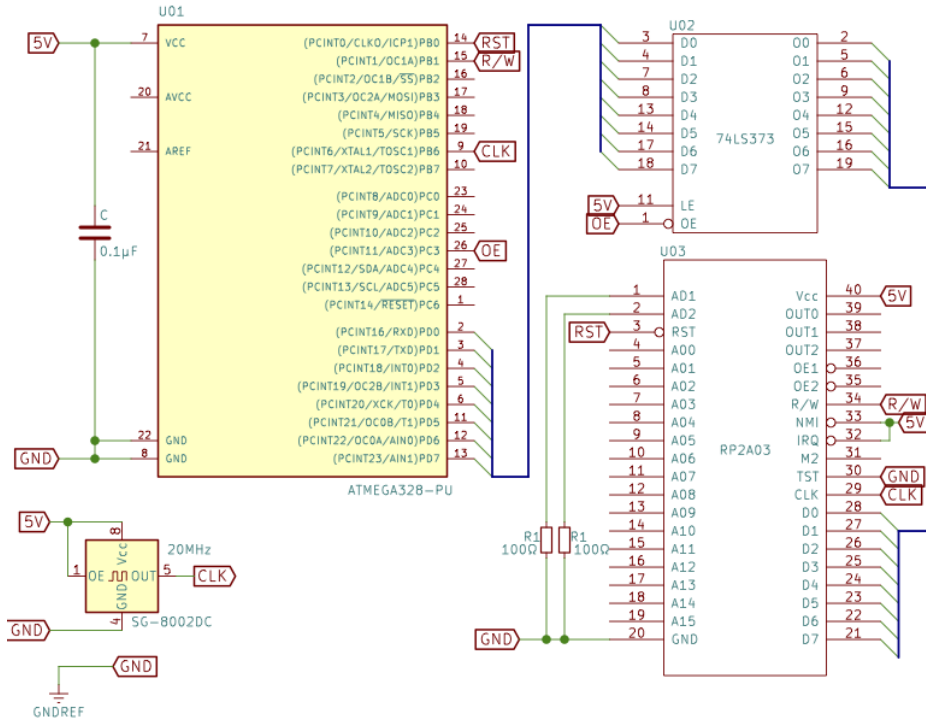 U01
5V
7 VCC
20 AVCC
21 AREF
22 GND
8 GND
GND
C
0.1µF
(PCINT0/CLKO/ICP1)PB0 14 RST
(PCINT1/OC1A)PB1 15 R/W
(PCINT2/OC1B/SS)PB2 16
(PCINT3/OC2A/MOSI)PB3 17
(PCINT4/MISO)PB4 18
(PCINT5/SCK)PB5 19
(PCINT6/XTAL1/TOSC1)PB6 9 CLK
(PCINT7/XTAL2/TOSC2)PB7 10
(PCINT8/ADC0)PC0 23
(PCINT9/ADC1)PC1 24
(PCINT10/ADC2)PC2 25
(PCINT11/ADC3)PC3 26 OE
(PCINT12/SDA/ADC4)PC4 27
(PCINT13/SCL/ADC5)PC5 28
(PCINT14/RESET)PC6 1
(PCINT16/RXD)PD0 2
(PCINT17/TXD)PD1 3
(PCINT18/INT0)PD2 4
(PCINT19/OC2B/INT1)PD3 5
(PCINT20/XCK/T0)PD4 6
(PCINT21/OC0B/T1)PD5 11
(PCINT22/OC0A/AIN0)PD6 12
(PCINT23/AIN1)PD7 13
ATMEGA328-PU
U02
3 D0 O0 2
4 D1 O1 5
7 D2 O2 6
8 D3 O3 9
13 D4 O4 12
14 D5 O5 15
17 D6 O6 16
18 D7 O7 19
74LS373
5V 11 LE
OE 1 OE
U03
1 AD1 Vcc 40 5V
2 AD2 OUT0 39
RST 3 RST OUT1 38
4 A00 OUT2 37
5 A01 OE1 36
6 A02 OE2 35
7 A03 R/W 34 R/W
8 A04 NMI 33 5V
9 A05 IRQ 32
10 A06 M2 31
11 A07 TST 30 GND
12 A08 CLK 29 CLK
13 A09 D0 28
14 A10 D1 27
15 A11 D2 26
16 A12 D3 25
17 A13 D4 24
18 A14 D5 23
19 A15 D6 22
20 GND D7 21
RP2A03
R1 R1
100Ω 100Ω
GND
5V
8 Vcc
20MHz
1 OE OUT 5 CLK
GND 4
SG-8002DC
GND
GND
GNDREF